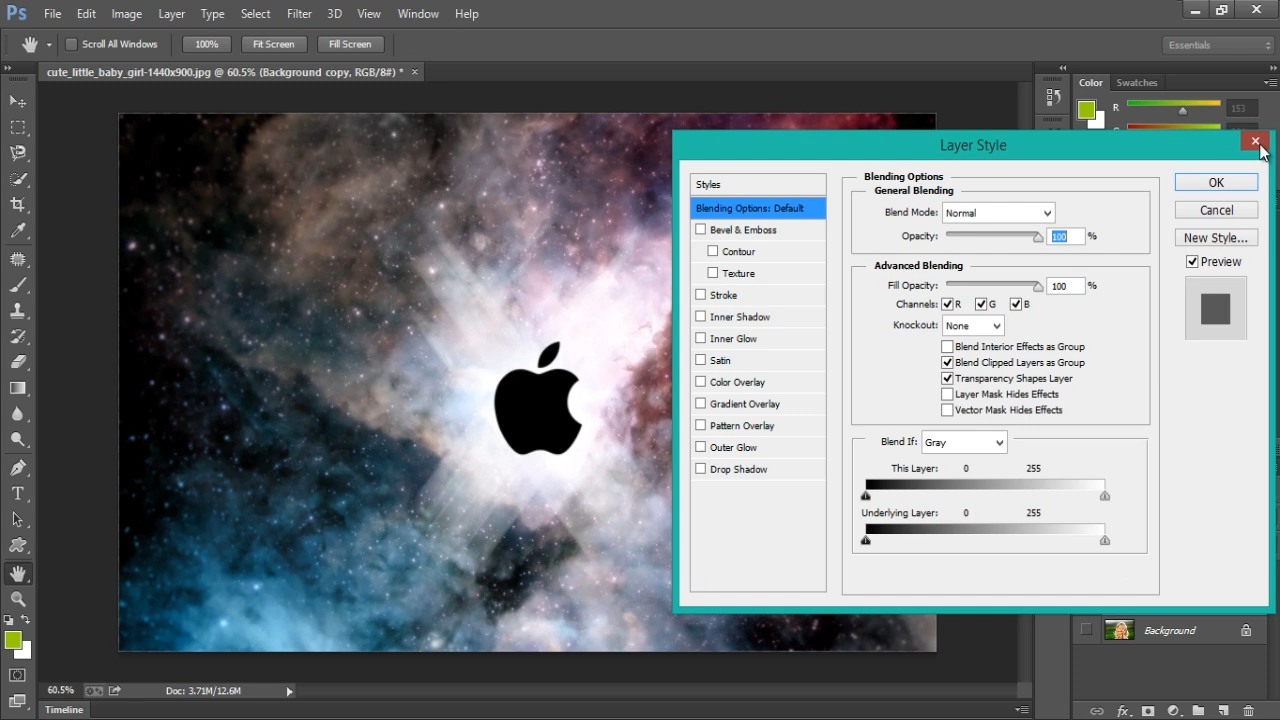 Ps File Edit Image Layer Type Select Filter 3D View Window Help
Scroll All Windows 100% Fit Screen Fill Screen Essentials
cute_little_baby_girl-1440x900.jpg @ 60.5% (Background copy, RGB/8#) * ×
Color Swatches
R 153
Layer Style
Styles
Blending Options: Default
Bevel & Emboss
Contour
Texture
Stroke
Inner Shadow
Inner Glow
Satin
Color Overlay
Gradient Overlay
Pattern Overlay
Outer Glow
Drop Shadow
Blending Options
General Blending
Blend Mode: Normal
Opacity: 100 %
Advanced Blending
Fill Opacity: 100 %
Channels: R G B
Knockout: None
Blend Interior Effects as Group
Blend Clipped Layers as Group
Transparency Shapes Layer
Layer Mask Hides Effects
Vector Mask Hides Effects
Blend If: Gray
This Layer: 0 255
Underlying Layer: 0 255
OK
Cancel
New Style...
Preview
Background
60.5% Doc: 3.71M/12.6M
Timeline
fx